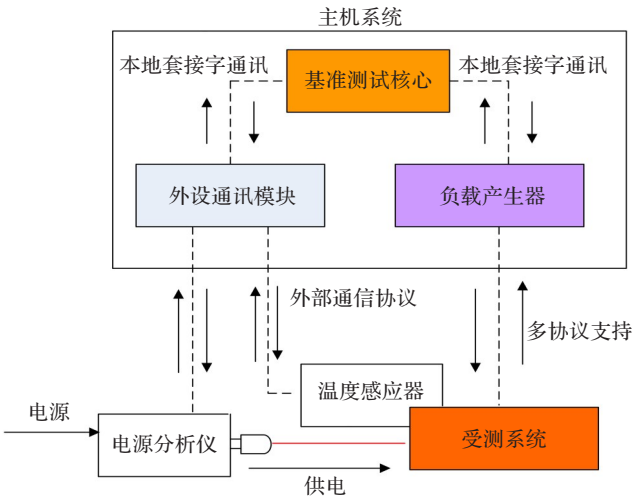 主机系统
本地套接字通讯
基准测试核心
本地套接字通讯
外设通讯模块
负载产生器
外部通信协议
多协议支持
温度感应器
电源
电源分析仪
受测系统
供电